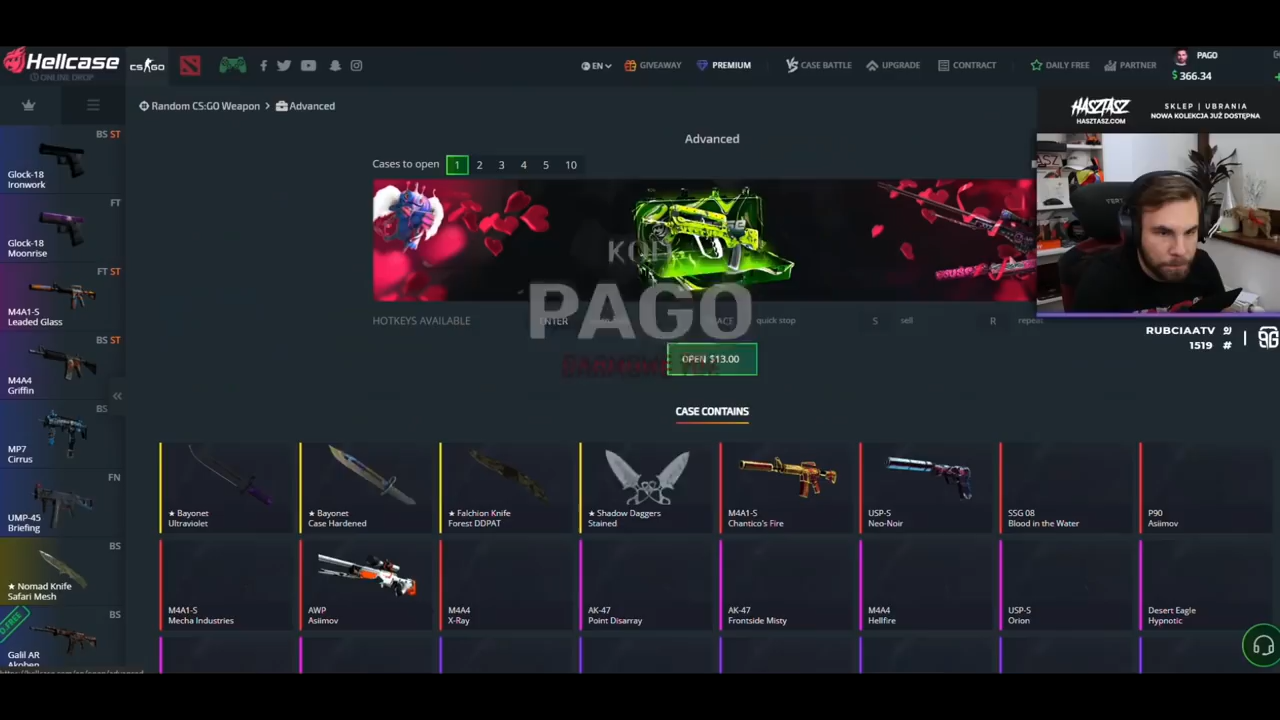 Hellcase
ONLINE DROP
CS:GO
EN
GIVEAWAY
PREMIUM
CASE BATTLE
UPGRADE
CONTRACT
DAILY FREE
PARTNER
PAGO
$ 366.34
HASZTASZ
HASZTASZ.COM
SKLEP | UBRANIA
NOWA KOLEKCJA JUŻ DOSTĘPNA
Random CS:GO Weapon > Advanced
BS ST
Glock-18
Ironwork
FT
Glock-18
Moonrise
FT ST
M4A1-S
Leaded Glass
BS ST
M4A4
Griffin
BS
MP7
Cirrus
FN
UMP-45
Briefing
BS
★ Nomad Knife
Safari Mesh
BS
Galil AR
Advanced
Cases to open 1 2 3 4 5 10
PAGO
HOTKEYS AVAILABLE
ENTER
quick stop
S sell
R repeat
OPEN $13.00
RUBCIAATV
1519 #
CASE CONTAINS
★ Bayonet
Ultraviolet
★ Bayonet
Case Hardened
★ Falchion Knife
Forest DDPAT
★ Shadow Daggers
Stained
M4A1-S
Chantico's Fire
USP-S
Neo-Noir
SSG 08
Blood in the Water
P90
Asiimov
M4A1-S
Mecha Industries
AWP
Asiimov
M4A4
X-Ray
AK-47
Point Disarray
AK-47
Frontside Misty
M4A4
Hellfire
USP-S
Orion
Desert Eagle
Hypnotic